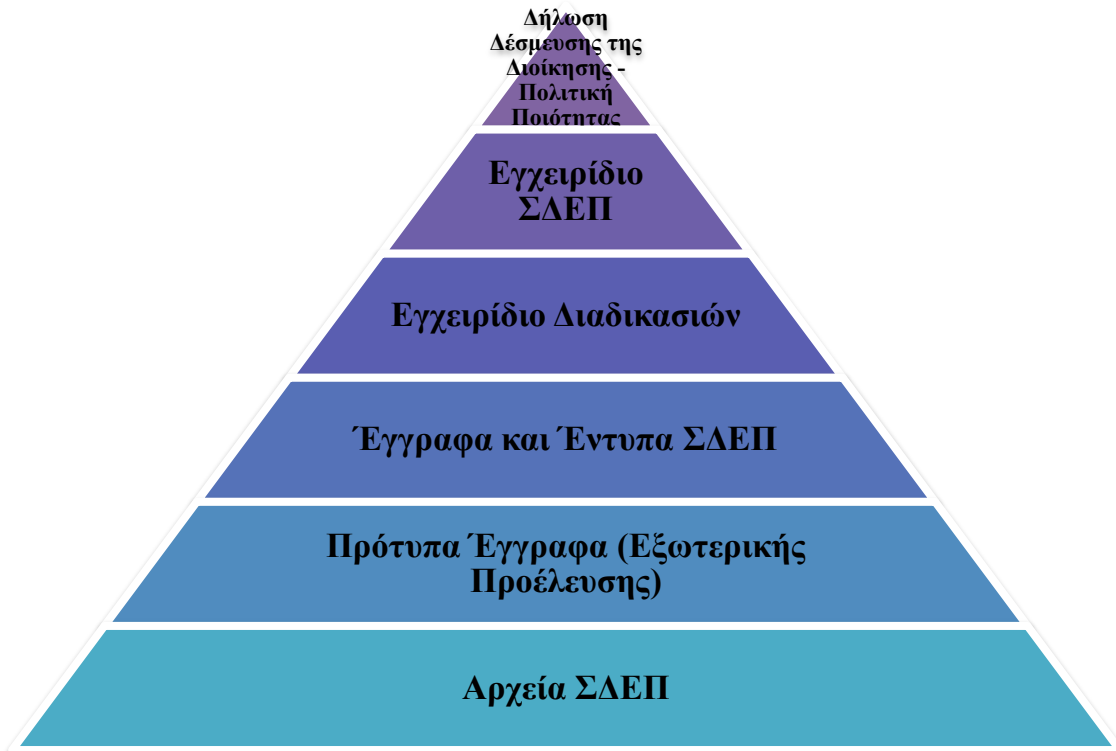 Δήλωση
Δέσμευσης της
Διοίκησης -
Πολιτική
Ποιότητας
Εγχειρίδιο
ΣΔΕΠ
Εγχειρίδιο Διαδικασιών
Έγγραφα και Έντυπα ΣΔΕΠ
Πρότυπα Έγγραφα (Εξωτερικής
Προέλευσης)
Αρχεία ΣΔΕΠ